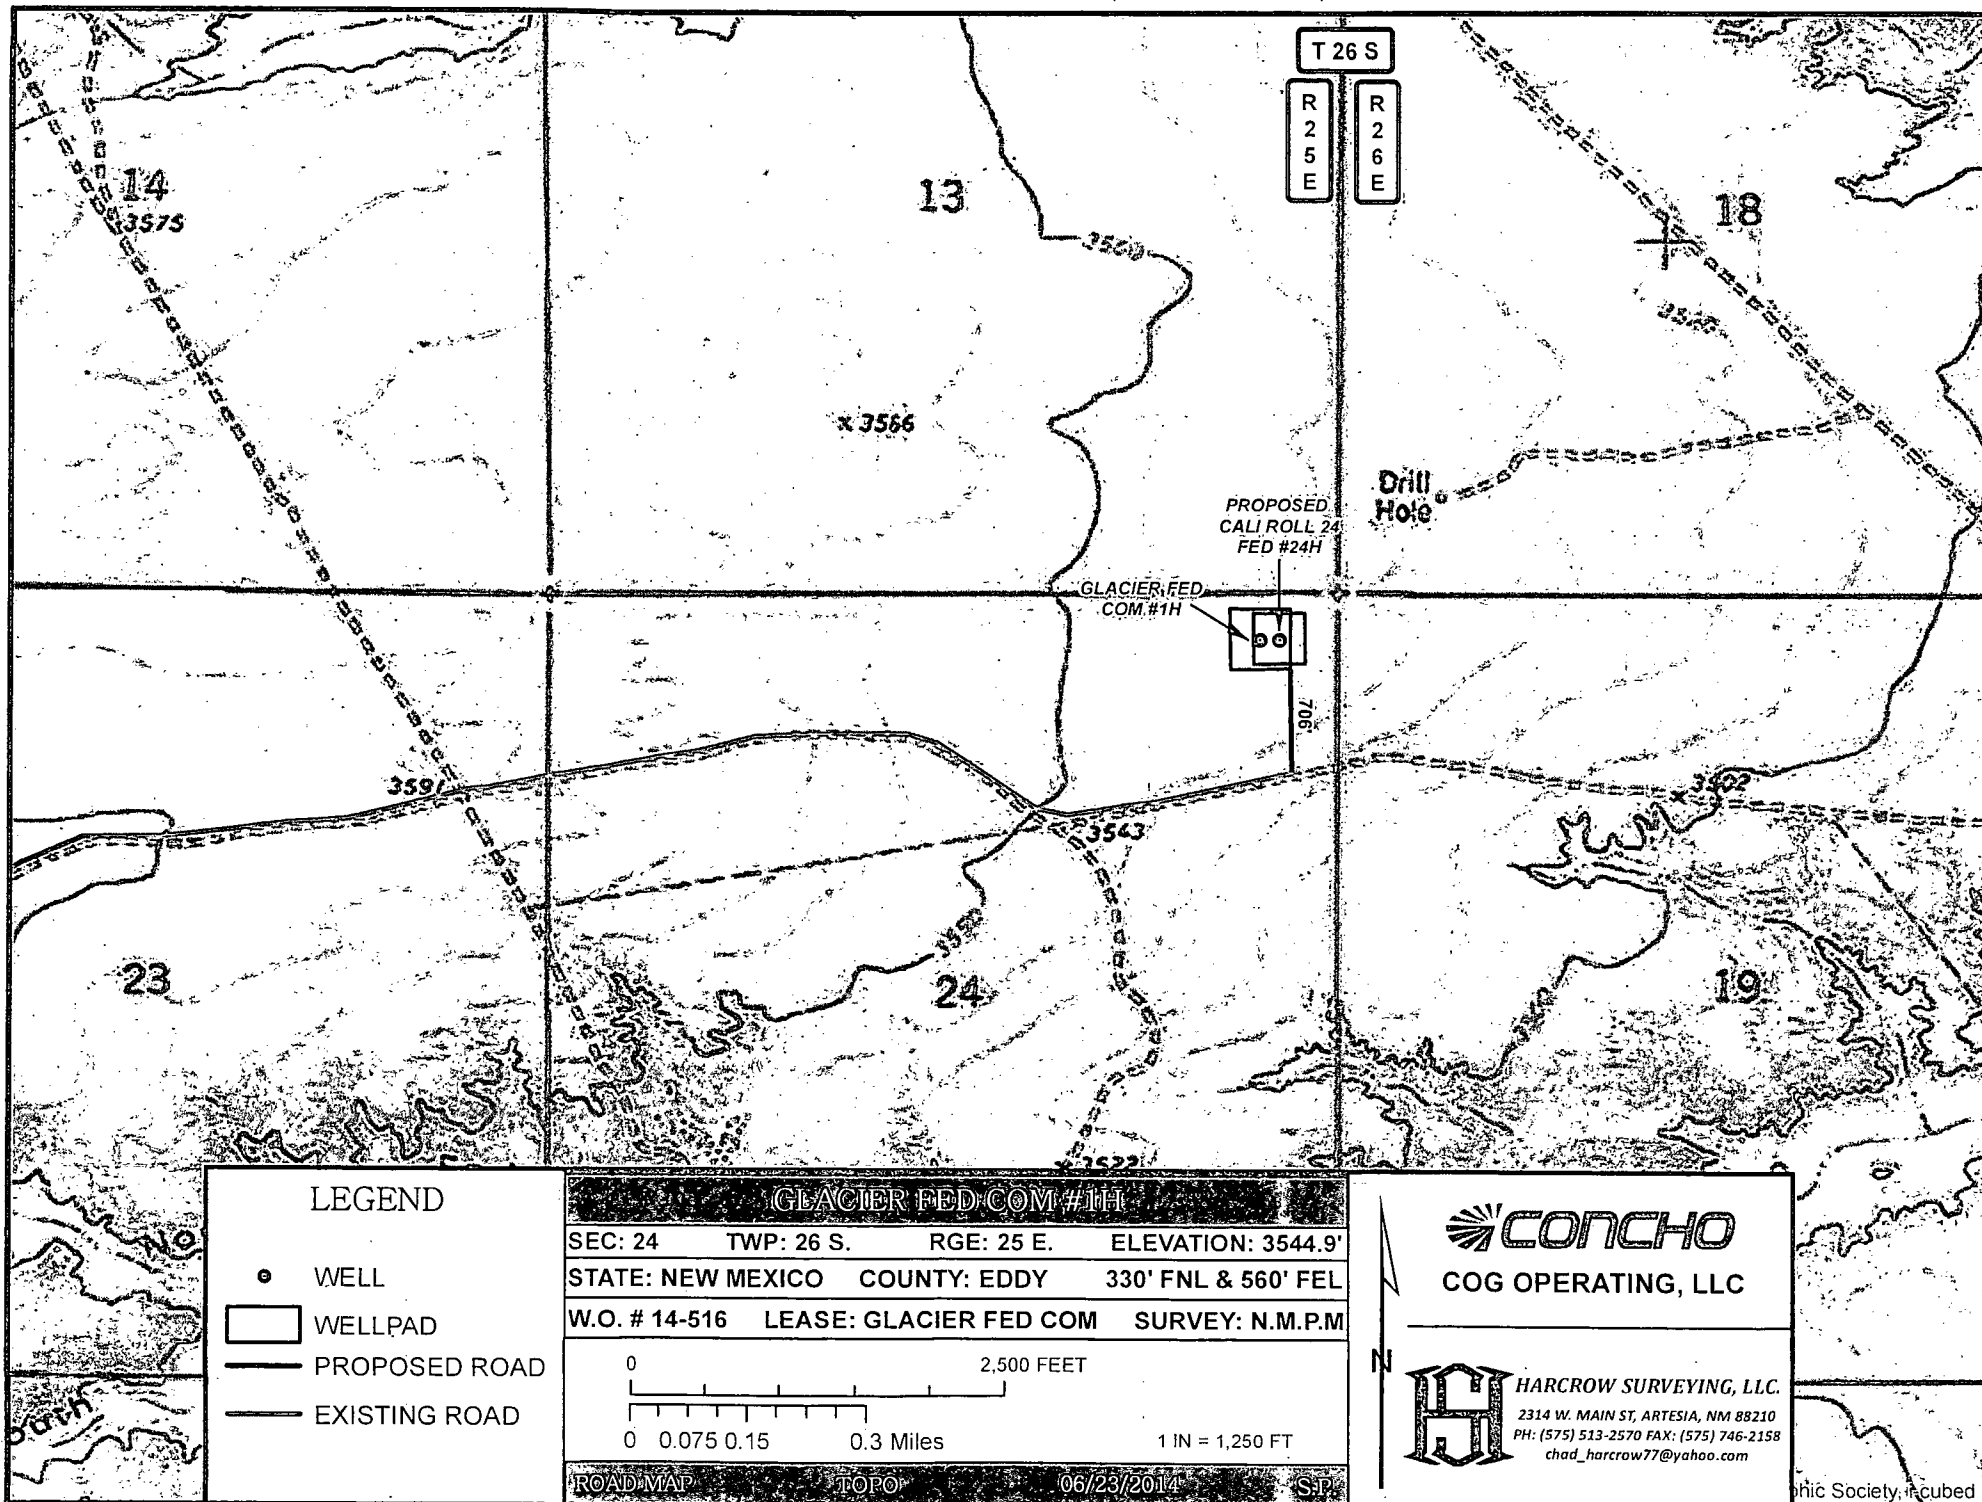 T 26 S
R
2
5
E
R
2
6
E
14
3575
13
18
3560
x 3566
Drill
Hole
PROPOSED
CALI ROLL 24
FED #24H
GLACIER FED
COM #1H
706'
3591
3543
3502
23
24
19
LEGEND
WELL
WELLPAD
PROPOSED ROAD
EXISTING ROAD
GLACIER FED COM #1H
SEC: 24 TWP: 26 S. RGE: 25 E. ELEVATION: 3544.9'
STATE: NEW MEXICO COUNTY: EDDY 330' FNL & 560' FEL
W.O. # 14-516 LEASE: GLACIER FED COM SURVEY: N.M.P.M
0 2,500 FEET
0 0.075 0.15 0.3 Miles 1 IN = 1,250 FT
ROAD MAP TOPO 06/23/2014 S.P.
N
CONCHO
COG OPERATING, LLC
HARCROW SURVEYING, LLC.
2314 W. MAIN ST, ARTESIA, NM 88210
PH: (575) 513-2570 FAX: (575) 746-2158
chad_harcrow77@yahoo.com
phic Society, i-cubed